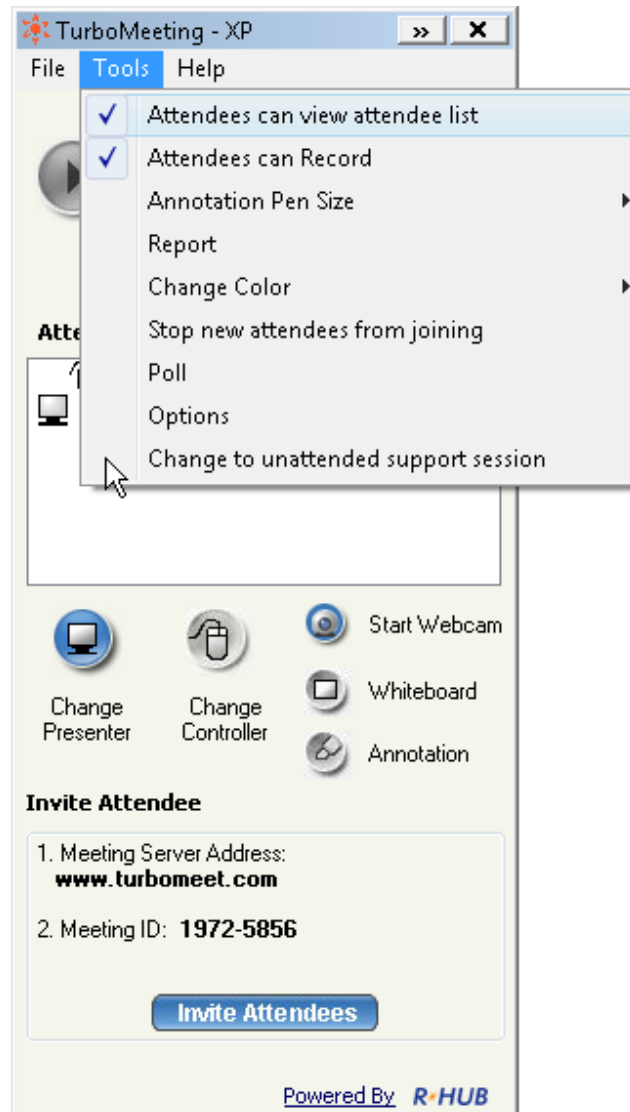 TurboMeeting - XP
File Tools Help
Attendees can view attendee list
Attendees can Record
Annotation Pen Size
Report
Change Color
Stop new attendees from joining
Poll
Options
Change to unattended support session
Change Presenter
Change Controller
Start Webcam
Whiteboard
Annotation
Invite Attendee
1. Meeting Server Address:
www.turbomeet.com
2. Meeting ID: 1972-5856
Invite Attendees
Powered By R-HUB